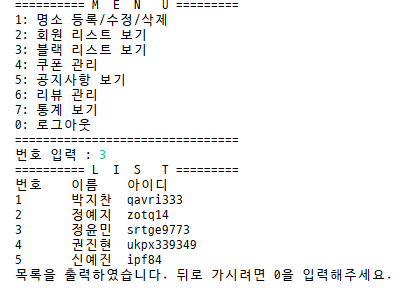 ========== M E N U =========
1: 명소 등록/수정/삭제
2: 회원 리스트 보기
3: 블랙 리스트 보기
4: 쿠폰 관리
5: 공지사항 보기
6: 리뷰 관리
7: 통계 보기
0: 로그아웃
================================
번호 입력 : 3
========== L I S T =========
번호 이름 아이디
1 박지찬 qavri333
2 정예지 zotq14
3 정윤민 srtge9773
4 권진현 ukpx339349
5 신예진 ipf84
목록을 출력하였습니다. 뒤로 가시려면 0을 입력해주세요.